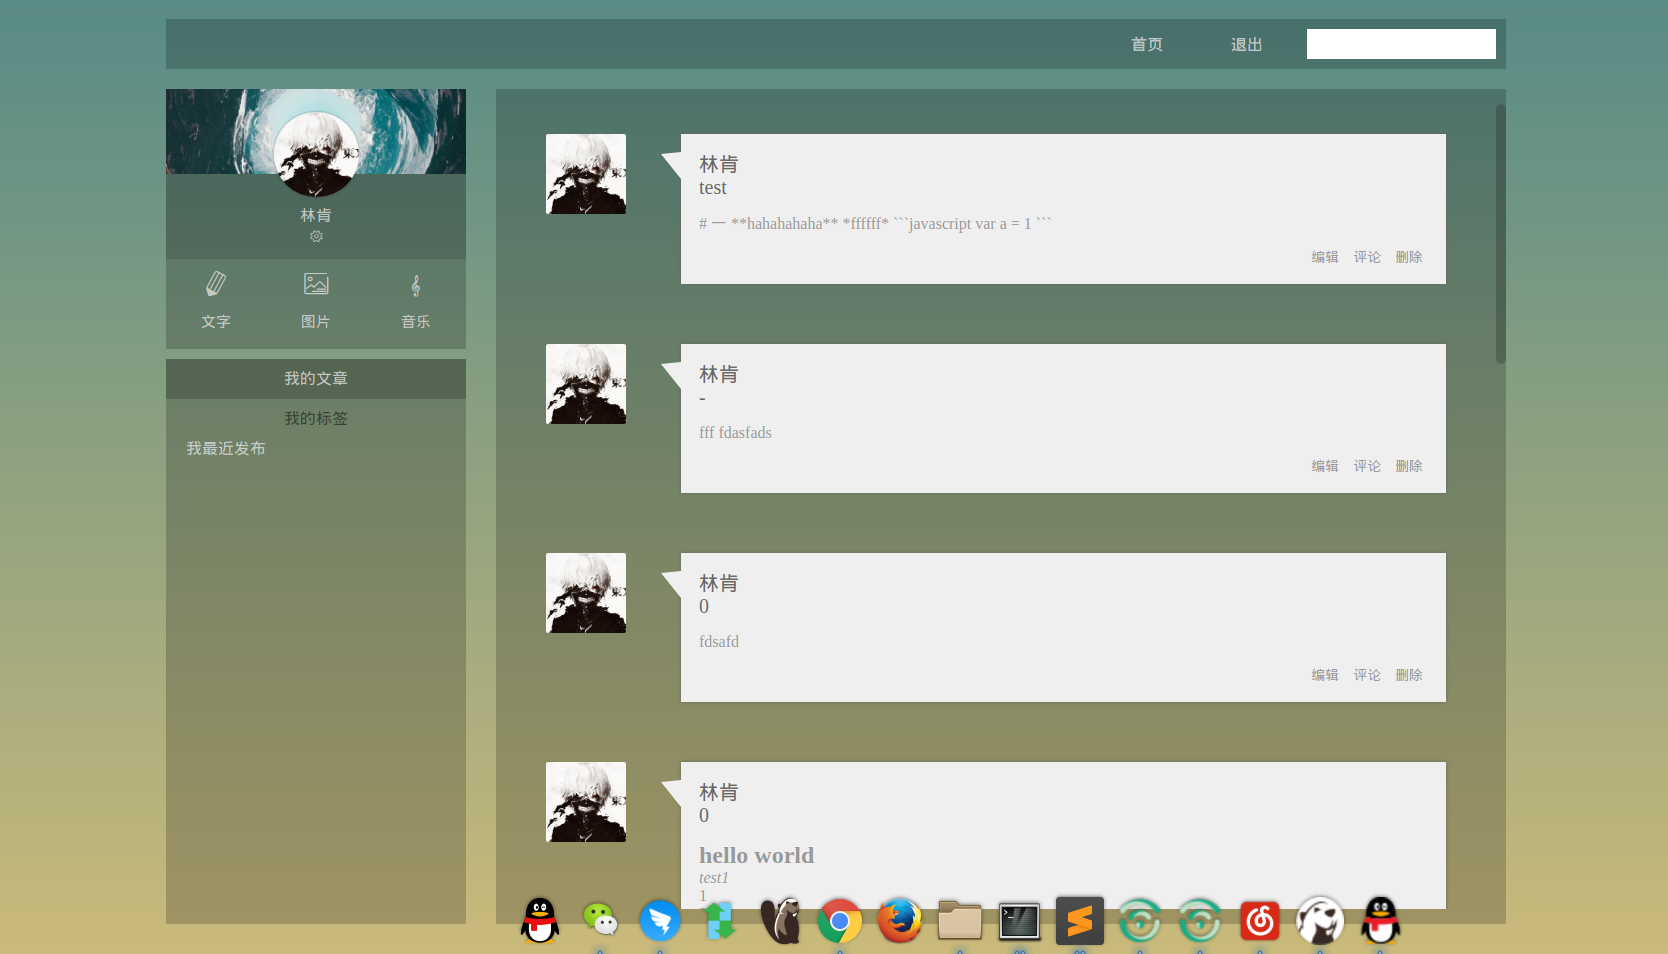 首页 退出
林肯
文字 图片 音乐
我的文章
我的标签
我最近发布
林肯
test
# 一 **hahahahaha** *ffffff* ```javascript var a = 1 ```
编辑 评论 删除
林肯
-
fff fdasfads
编辑 评论 删除
林肯
0
fdsafd
编辑 评论 删除
林肯
0
hello world
test1
1